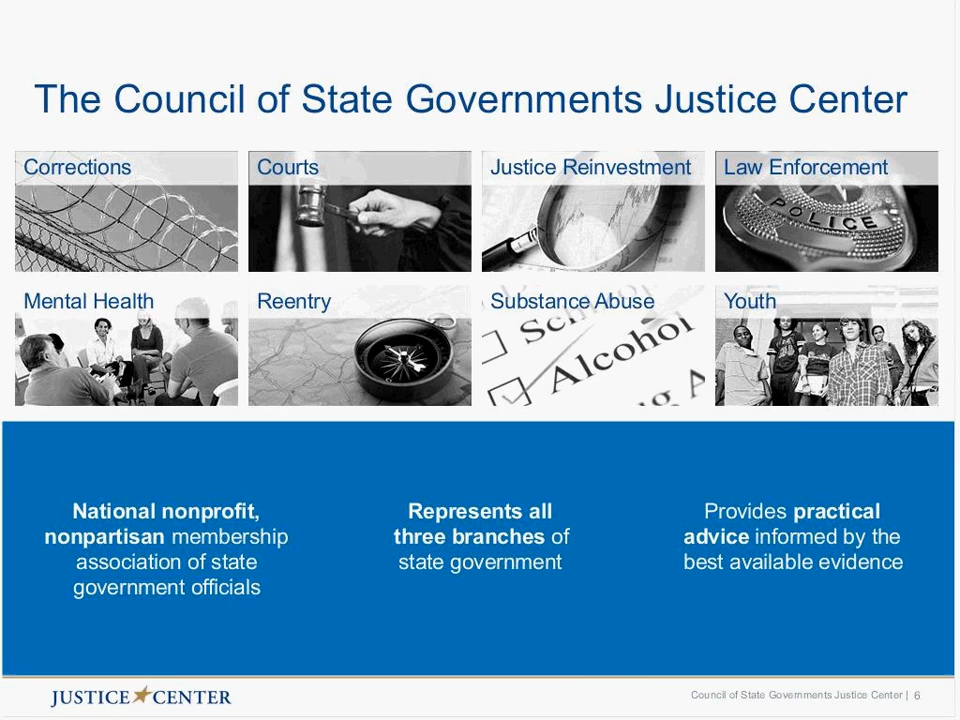 The Council of State Governments Justice Center
Corrections
Courts
Justice Reinvestment
Law Enforcement
POLICE
Mental Health
Reentry
Substance Abuse
Youth
Alcohol
National nonprofit,
nonpartisan membership
association of state
government officials
Represents all
three branches of
state government
Provides practical
advice informed by the
best available evidence
JUSTICE CENTER
Council of State Governments Justice Center | 6